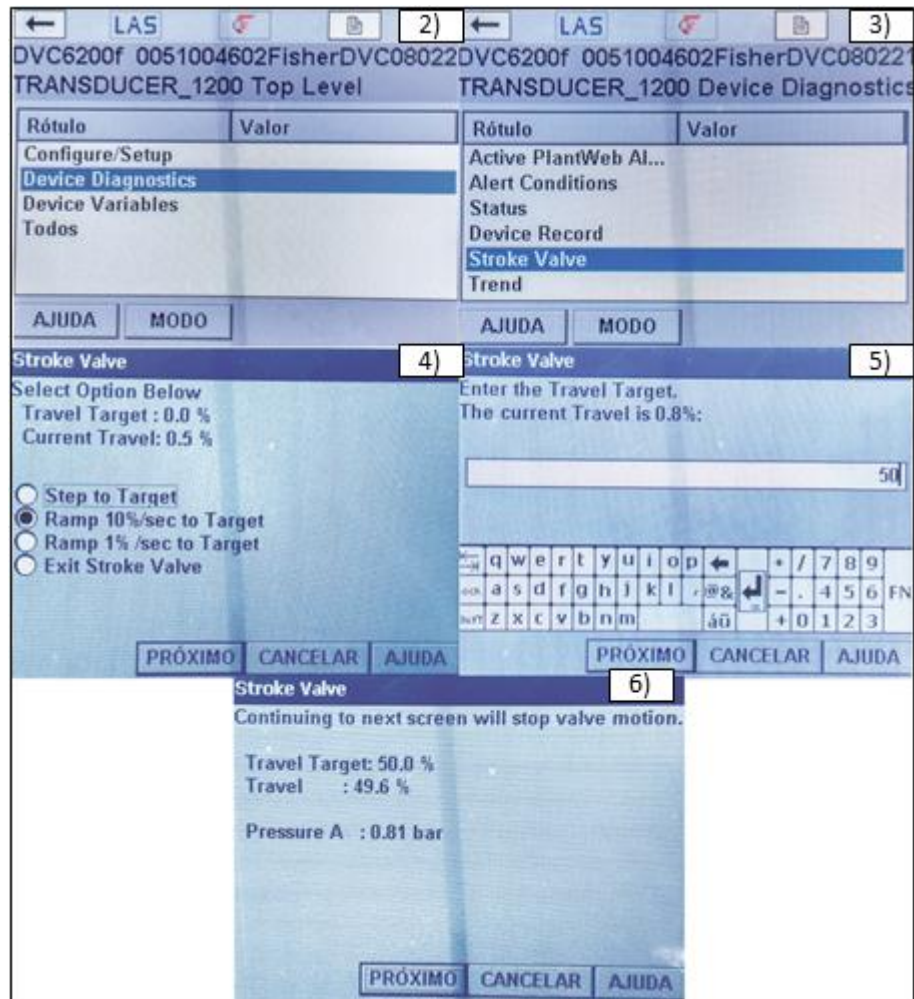 LAS
2)
DVC6200f 0051004602FisherDVC08022
TRANSDUCER_1200 Top Level
Rótulo Valor
Configure/Setup
Device Diagnostics
Device Variables
Todos
AJUDA MODO
LAS
3)
DVC6200f 0051004602FisherDVC080221
TRANSDUCER_1200 Device Diagnostics
Rótulo Valor
Active PlantWeb Al...
Alert Conditions
Status
Device Record
Stroke Valve
Trend
AJUDA MODO
Stroke Valve
4)
Select Option Below
Travel Target : 0.0 %
Current Travel: 0.5 %
Step to Target
Ramp 10%/sec to Target
Ramp 1% /sec to Target
Exit Stroke Valve
PRÓXIMO CANCELAR AJUDA
Stroke Valve
5)
Enter the Travel Target.
The current Travel is 0.8%:
50
q w e r t y u i o p * / 7 8 9
a s d f g h j k l @& - . 4 5 6 FN
z x c v b n m áü + 0 1 2 3
PRÓXIMO CANCELAR AJUDA
Stroke Valve
6)
Continuing to next screen will stop valve motion.
Travel Target: 50.0 %
Travel : 49.6 %
Pressure A : 0.81 bar
PRÓXIMO CANCELAR AJUDA